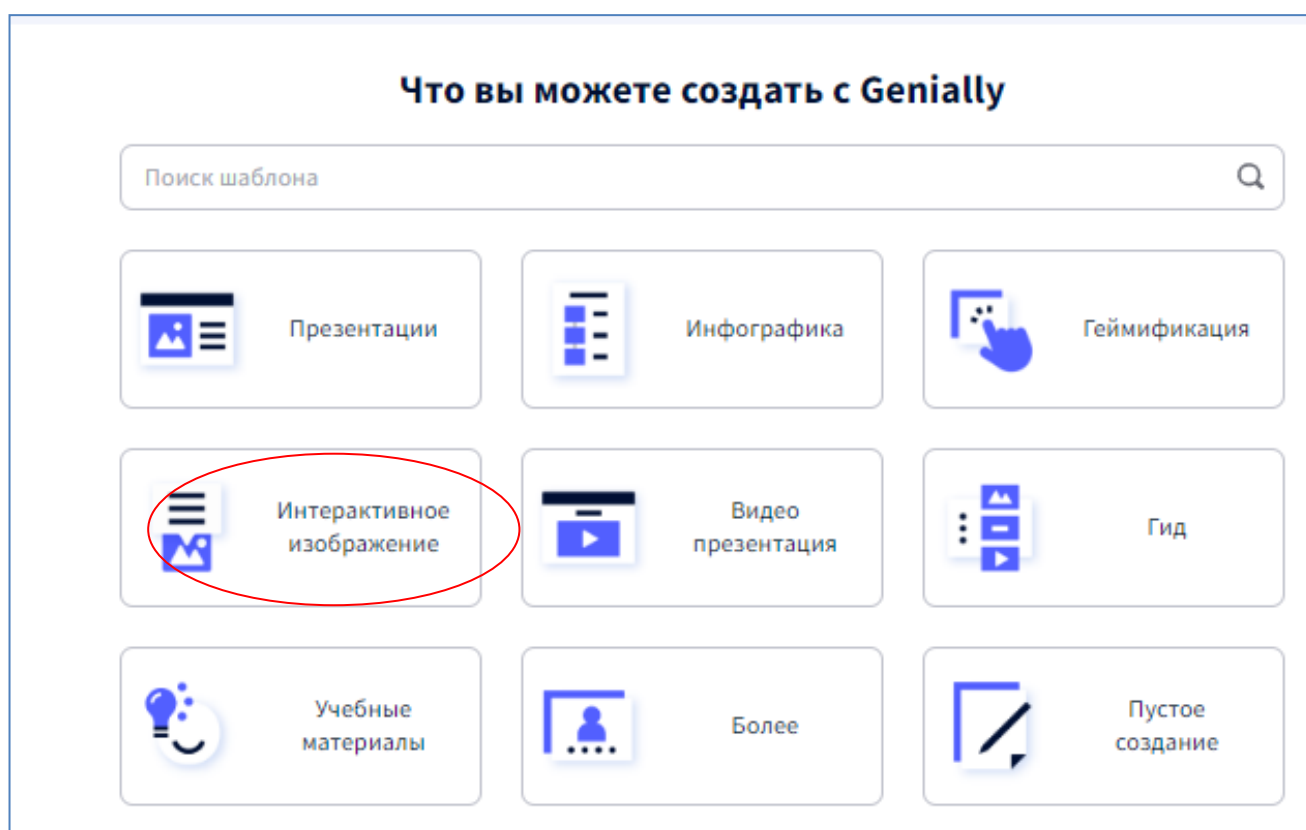 Что вы можете создать с Genially
Поиск шаблона
Презентации
Инфографика
Геймификация
Интерактивное
изображение
Видео
презентация
Гид
Учебные
материалы
Более
Пустое
создание